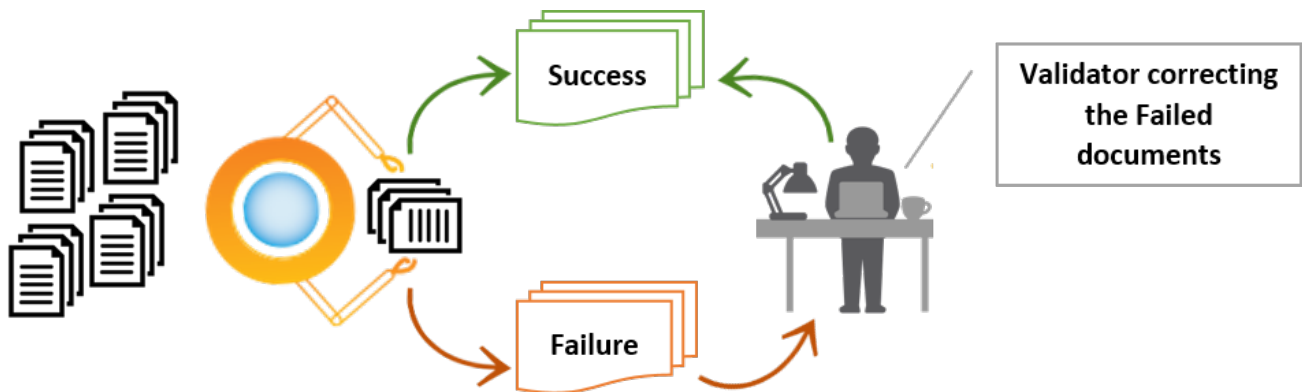 Success
Validator correcting
the Failed
documents
Failure